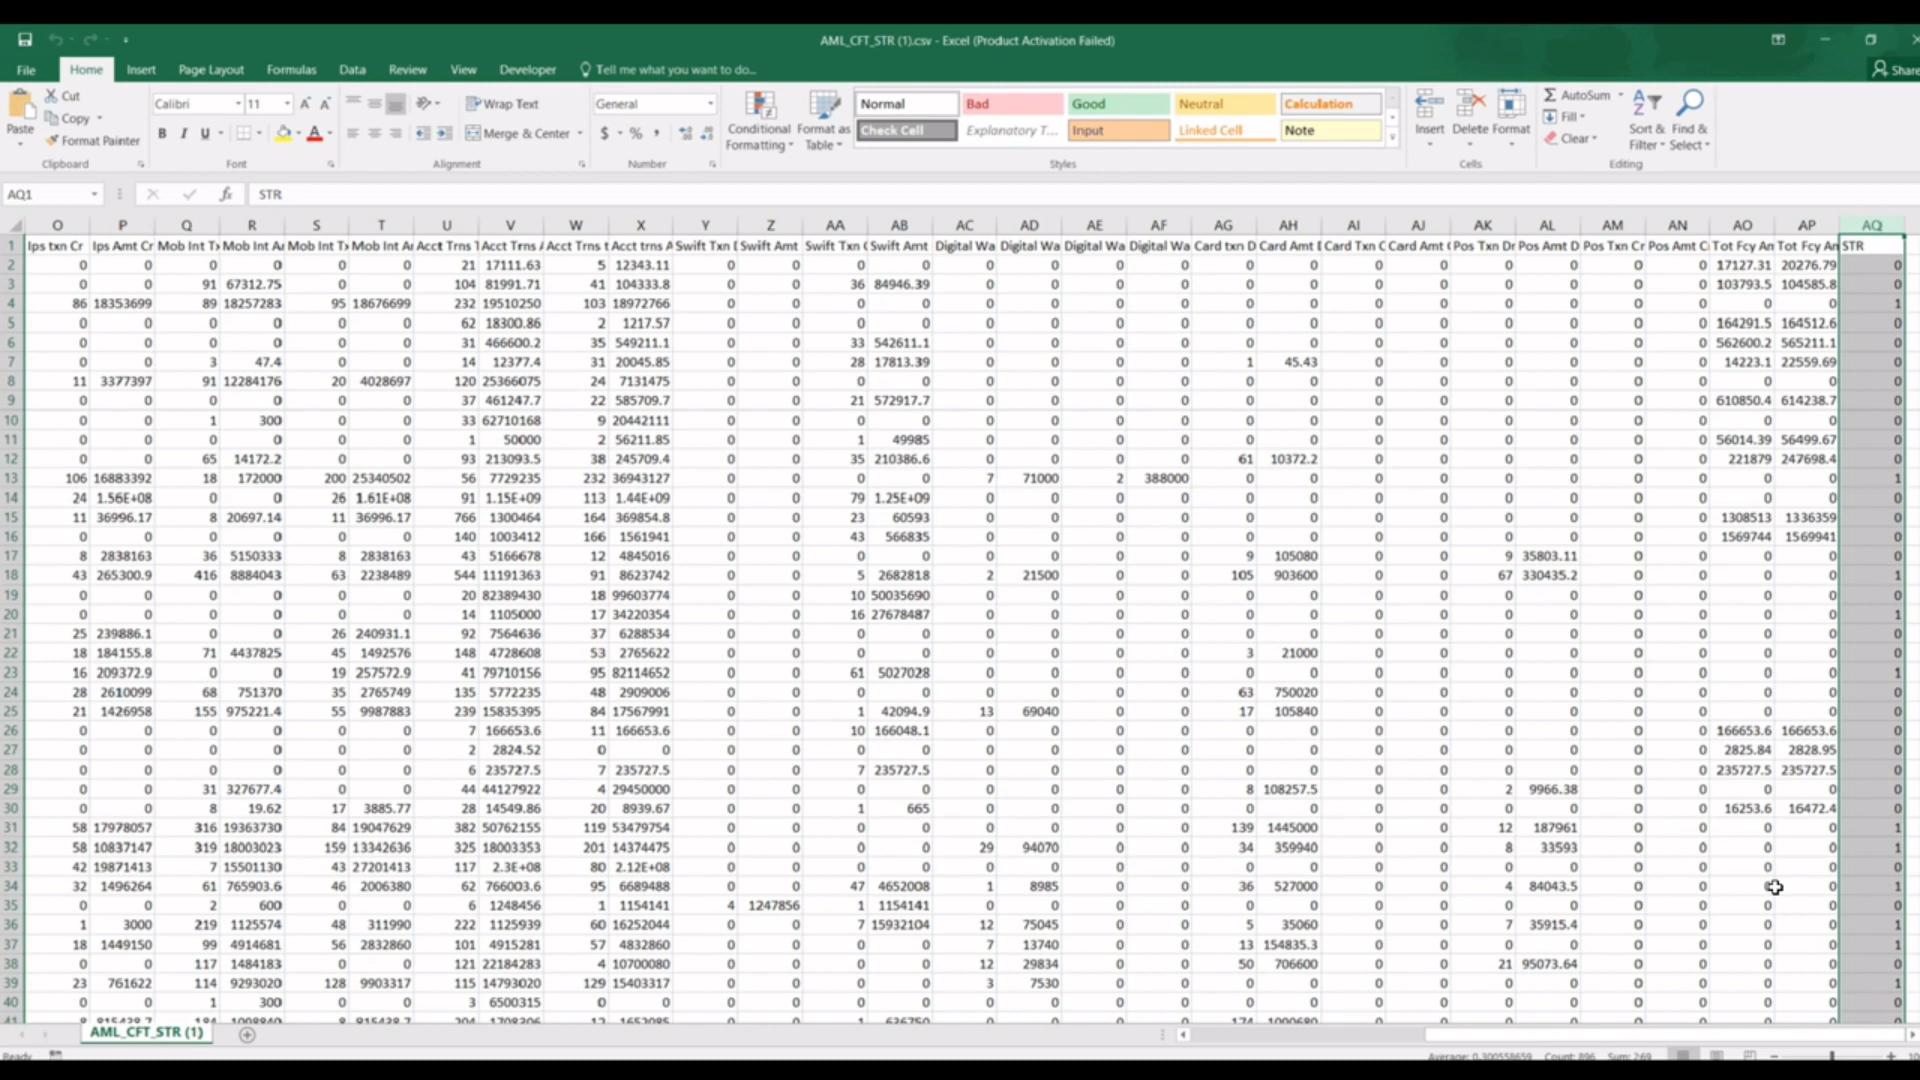 AML_CFT_STR (1).csv - Excel (Product Activation Failed)
File Home Insert Page Layout Formulas Data Review View Developer Tell me what you want to do... Share
Paste Cut Copy Format Painter Calibri 11 Wrap Text Merge & Center General Conditional Formatting Format as Table
Normal Bad Good Neutral Calculation
Check Cell Explanatory T... Input Linked Cell Note
Insert Delete Format AutoSum Fill Clear Sort & Filter Find & Select
Clipboard Font Alignment Number Styles Cells Editing
AQ1 fx STR
O P Q R S T U V W X Y Z AA AB AC AD AE AF AG AH AI AJ AK AL AM AN AO AP AQ
1 Ips txn Cr Ips Amt Cr Mob Int Tx Mob Int Ar Mob Int Tx Mob Int Ar Acct Trns Acct Trns Acct Trns t Acct trns A Swift Txn Swift Amt Swift Txn Swift Amt Digital Wa Digital Wa Digital Wa Digital Wa Card txn D Card Amt Card Txn C Card Amt Pos Txn Dr Pos Amt D Pos Txn Cr Pos Amt C Tot Fcy An Tot Fcy An STR
2 0 0 0 0 0 0 21 17111.63 5 12343.11 0 0 0 0 0 0 0 0 0 0 0 0 0 0 0 0 17127.31 20276.79 0
3 0 0 91 67312.75 0 0 104 81991.71 41 104333.8 0 0 36 84946.39 0 0 0 0 0 0 0 0 0 0 0 0 103793.5 104585.8 0
4 86 18353699 89 18257283 95 18676699 232 19510250 103 18972766 0 0 0 0 0 0 0 0 0 0 0 0 0 0 0 0 0 0 1
5 0 0 0 0 0 0 62 18300.86 2 1217.57 0 0 0 0 0 0 0 0 0 0 0 0 0 0 0 0 164291.5 164512.6 0
6 0 0 0 0 0 0 31 466600.2 35 549211.1 0 0 33 542611.1 0 0 0 0 0 0 0 0 0 0 0 0 562600.2 565211.1 0
7 0 0 3 47.4 0 0 14 12377.4 31 20045.85 0 0 28 17813.39 0 0 0 0 1 45.43 0 0 0 0 0 0 14223.1 22559.69 0
8 11 3377397 91 12284176 20 4028697 120 25366075 24 7131475 0 0 0 0 0 0 0 0 0 0 0 0 0 0 0 0 0 0 0
9 0 0 0 0 0 0 37 461247.7 22 585709.7 0 0 21 572917.7 0 0 0 0 0 0 0 0 0 0 0 0 610850.4 614238.7 0
10 0 0 1 300 0 0 33 62710168 9 20442111 0 0 0 0 0 0 0 0 0 0 0 0 0 0 0 0 0 0 0
11 0 0 0 0 0 0 1 50000 2 56211.85 0 0 1 49985 0 0 0 0 0 0 0 0 0 0 0 0 56014.39 56499.67 0
12 0 0 65 14172.2 0 0 93 213093.5 38 245709.4 0 0 35 210386.6 0 0 0 0 61 10372.2 0 0 0 0 0 0 221879 247698.4 0
13 106 16883392 18 172000 200 25340502 56 7729235 232 36943127 0 0 0 0 7 71000 2 388000 0 0 0 0 0 0 0 0 0 0 1
14 24 1.56E+08 0 0 26 1.61E+08 91 1.15E+09 113 1.44E+09 0 0 79 1.25E+09 0 0 0 0 0 0 0 0 0 0 0 0 0 0 0
15 11 36996.17 8 20697.14 11 36996.17 766 1300464 164 369854.8 0 0 23 60593 0 0 0 0 0 0 0 0 0 0 0 0 1308513 1336359 0
16 0 0 0 0 0 0 140 1003412 166 1561941 0 0 43 566835 0 0 0 0 0 0 0 0 0 0 0 0 1569744 1569941 0
17 8 2838163 36 5150333 8 2838163 43 5166678 12 4845016 0 0 0 0 0 0 0 0 9 105080 0 0 9 35803.11 0 0 0 0 0
18 43 265300.9 416 8884043 63 2238489 544 11191363 91 8623742 0 0 5 2682818 2 21500 0 0 105 903600 0 0 67 330435.2 0 0 0 0 1
19 0 0 0 0 0 0 20 82389430 18 99603774 0 0 10 50035690 0 0 0 0 0 0 0 0 0 0 0 0 0 0 0
20 0 0 0 0 0 0 14 1105000 17 34220354 0 0 16 27678487 0 0 0 0 0 0 0 0 0 0 0 0 0 0 1
21 25 239886.1 0 0 26 240931.1 92 7564636 37 6288534 0 0 0 0 0 0 0 0 0 0 0 0 0 0 0 0 0 0 0
22 18 184155.8 71 4437825 45 1492576 148 4728608 53 2765622 0 0 0 0 0 0 0 0 3 21000 0 0 0 0 0 0 0 0 0
23 16 209372.9 0 0 19 257572.9 41 79710156 95 82114652 0 0 61 5027028 0 0 0 0 0 0 0 0 0 0 0 0 0 0 1
24 28 2610099 68 751370 35 2765749 135 5772235 48 2909006 0 0 0 0 0 0 0 0 63 750020 0 0 0 0 0 0 0 0 0
25 21 1426958 155 975221.4 55 9987883 239 15835395 84 17567991 0 0 1 42094.9 13 69040 0 0 17 105840 0 0 0 0 0 0 0 0 0
26 0 0 0 0 0 0 7 166653.6 11 166653.6 0 0 10 166048.1 0 0 0 0 0 0 0 0 0 0 0 0 166653.6 166653.6 0
27 0 0 0 0 0 0 2 2824.52 0 0 0 0 0 0 0 0 0 0 0 0 0 0 0 0 0 0 2825.84 2828.95 0
28 0 0 0 0 0 0 6 235727.5 7 235727.5 0 0 7 235727.5 0 0 0 0 0 0 0 0 0 0 0 0 235727.5 235727.5 0
29 0 0 31 327677.4 0 0 44 44127922 4 29450000 0 0 0 0 0 0 0 0 8 108257.5 0 0 2 9966.38 0 0 0 0 0
30 0 0 8 19.62 17 3885.77 28 14549.86 20 8939.67 0 0 1 665 0 0 0 0 0 0 0 0 0 0 0 0 16253.6 16472.4 0
31 58 17978057 316 19363730 84 19047629 382 50762155 119 53479754 0 0 0 0 0 0 0 0 139 1445000 0 0 12 187961 0 0 0 0 1
32 58 10837147 319 18003023 159 13342636 325 18003353 201 14374475 0 0 0 0 29 94070 0 0 34 359940 0 0 8 33593 0 0 0 0 1
33 42 19871413 7 15501130 43 27201413 117 2.3E+08 80 2.12E+08 0 0 0 0 0 0 0 0 0 0 0 0 0 0 0 0 0 0 0
34 32 1496264 61 765903.6 46 2006380 62 766003.6 95 6689488 0 0 47 4652008 1 8985 0 0 36 527000 0 0 4 84043.5 0 0 0 1
35 0 0 2 600 0 0 6 1248456 1 1154141 4 1247856 1 1154141 0 0 0 0 0 0 0 0 0 0 0 0 0 0 0
36 1 3000 219 1125574 48 311990 222 1125939 60 16252044 0 0 7 15932104 12 75045 0 0 5 35060 0 0 7 35915.4 0 0 0 0 1
37 18 1449150 99 4914681 56 2832860 101 4915281 57 4832860 0 0 0 0 7 13740 0 0 13 154835.3 0 0 0 0 0 0 0 0 1
38 0 0 117 1484183 0 0 121 22184283 4 10700080 0 0 0 0 12 29834 0 0 50 706600 0 0 21 95073.64 0 0 0 0 0
39 23 761622 114 9293020 128 9903317 115 14793020 129 15403317 0 0 0 0 3 7530 0 0 0 0 0 0 0 0 0 0 0 0 1
40 0 0 1 300 0 0 3 6500315 0 0 0 0 0 0 0 0 0 0 0 0 0 0 0 0 0 0 0 0 0
AML_CFT_STR (1)
Ready Average: 0.300558659 Count: 896 Sum: 269